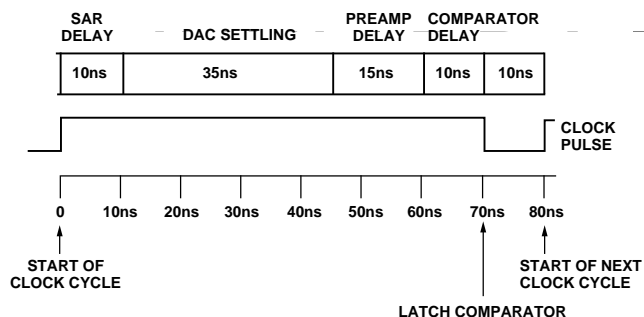 SAR
DELAY
DAC SETTLING
PREAMP
DELAY
COMPARATOR
DELAY
10ns
35ns
15ns
10ns
10ns
CLOCK
PULSE
0
10ns
20ns
30ns
40ns
50ns
60ns
70ns
80ns
START OF
CLOCK CYCLE
START OF NEXT
CLOCK CYCLE
LATCH COMPARATOR